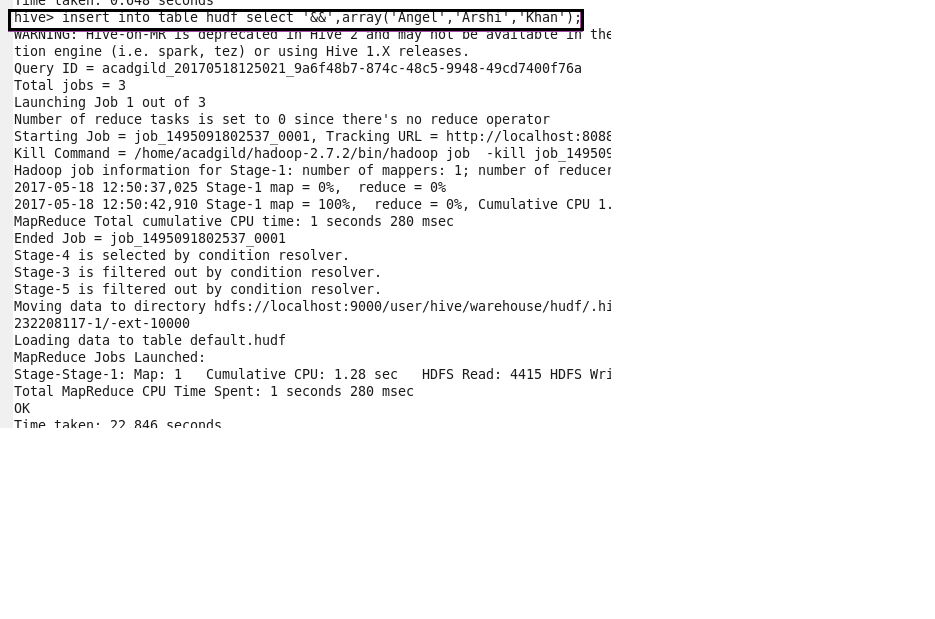 Time taken: 0.648 seconds
hive> insert into table hudf select '&&',array('Angel','Arshi','Khan');
WARNING: Hive-on-MR is deprecated in Hive 2 and may not be available in the
tion engine (i.e. spark, tez) or using Hive 1.X releases.
Query ID = acadgild_20170518125021_9a6f48b7-874c-48c5-9948-49cd7400f76a
Total jobs = 3
Launching Job 1 out of 3
Number of reduce tasks is set to 0 since there's no reduce operator
Starting Job = job_1495091802537_0001, Tracking URL = http://localhost:8088
Kill Command = /home/acadgild/hadoop-2.7.2/bin/hadoop job  -kill job_149509
Hadoop job information for Stage-1: number of mappers: 1; number of reducer
2017-05-18 12:50:37,025 Stage-1 map = 0%,  reduce = 0%
2017-05-18 12:50:42,910 Stage-1 map = 100%,  reduce = 0%, Cumulative CPU 1.
MapReduce Total cumulative CPU time: 1 seconds 280 msec
Ended Job = job_1495091802537_0001
Stage-4 is selected by condition resolver.
Stage-3 is filtered out by condition resolver.
Stage-5 is filtered out by condition resolver.
Moving data to directory hdfs://localhost:9000/user/hive/warehouse/hudf/.hi
232208117-1/-ext-10000
Loading data to table default.hudf
MapReduce Jobs Launched:
Stage-Stage-1: Map: 1   Cumulative CPU: 1.28 sec   HDFS Read: 4415 HDFS Wri
Total MapReduce CPU Time Spent: 1 seconds 280 msec
OK
Time taken: 22.846 seconds